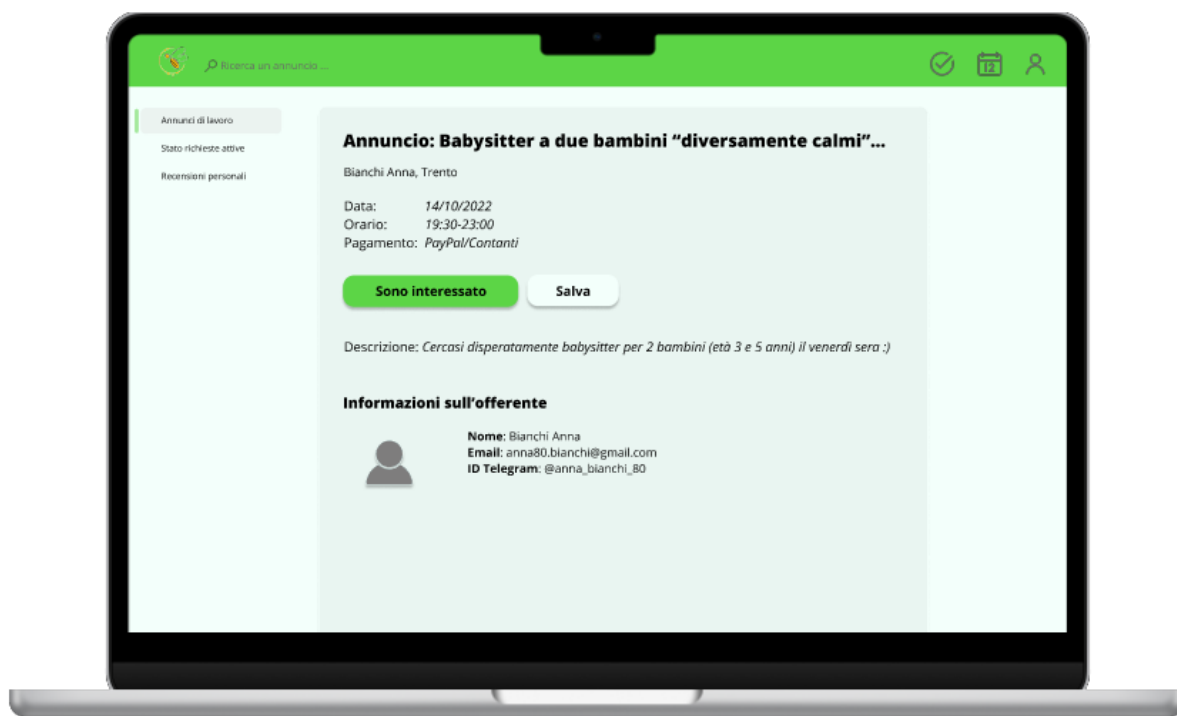 Ricerca un annuncio ...
12
Annunci di lavoro
Stato richieste attive
Recensioni personali
Annuncio: Babysitter a due bambini “diversamente calmi”...
Bianchi Anna, Trento
Data: 14/10/2022
Orario: 19:30-23:00
Pagamento: PayPal/Contanti
Sono interessato
Salva
Descrizione: Cercasi disperatamente babysitter per 2 bambini (età 3 e 5 anni) il venerdì sera :)
Informazioni sull’offerente
Nome: Bianchi Anna
Email: anna80.bianchi@gmail.com
ID Telegram: @anna_bianchi_80